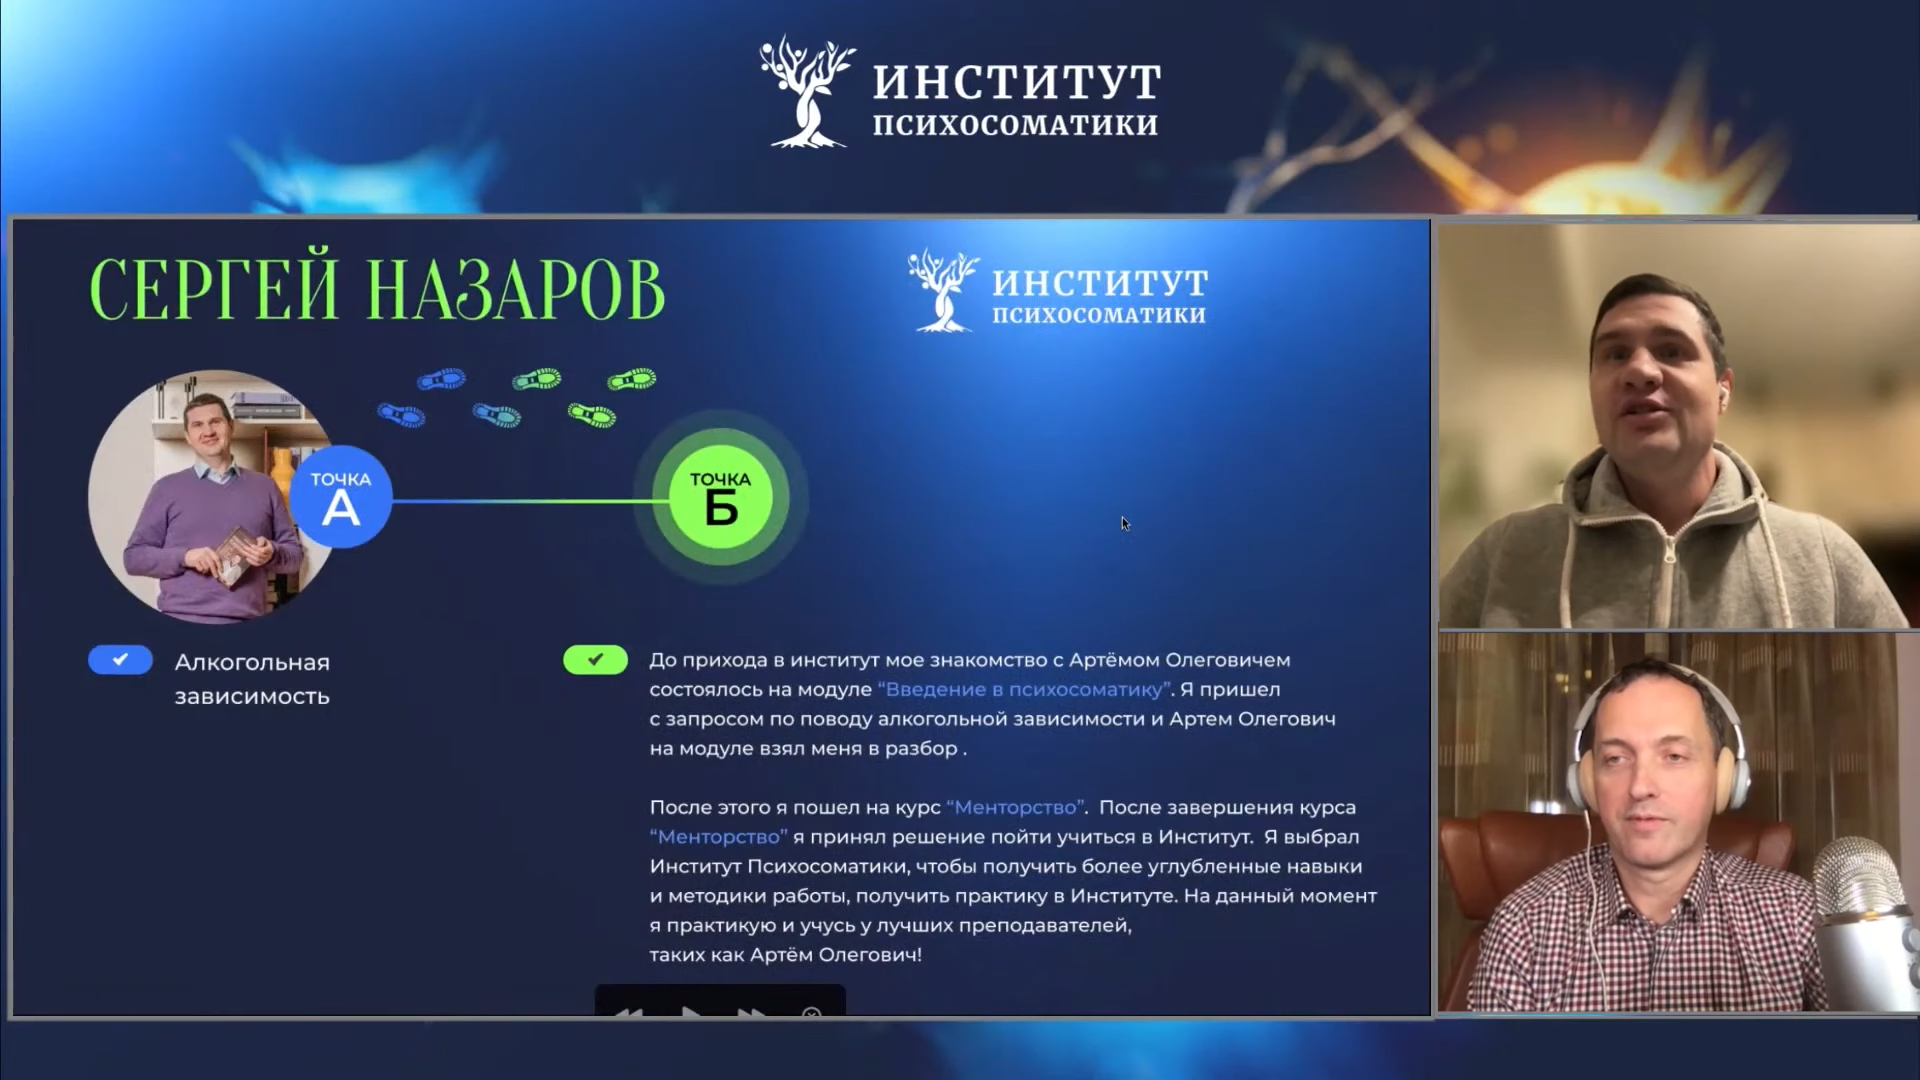 ИНСТИТУТ
ПСИХОСОМАТИКИ
СЕРГЕЙ НАЗАРОВ
ИНСТИТУТ
ПСИХОСОМАТИКИ
ТОЧКА
А
ТОЧКА
Б
Алкогольная
зависимость
До прихода в институт мое знакомство с Артёмом Олеговичем
состоялось на модуле “Введение в психосоматику”. Я пришел
с запросом по поводу алкогольной зависимости и Артем Олегович
на модуле взял меня в разбор .
После этого я пошел на курс “Менторство”. После завершения курса
“Менторство” я принял решение пойти учиться в Институт. Я выбрал
Институт Психосоматики, чтобы получить более углубленные навыки
и методики работы, получить практику в Институте. На данный момент
я практикую и учусь у лучших преподавателей,
таких как Артём Олегович!